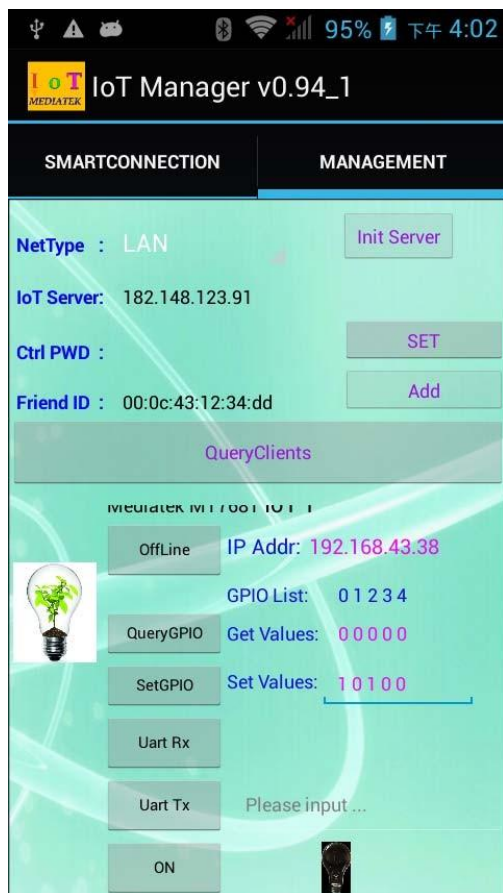 95% 下午 4:02
IoT MEDIATEK IoT Manager v0.94_1
SMARTCONNECTION MANAGEMENT
NetType : LAN Init Server
IoT Server: 182.148.123.91
Ctrl PWD : SET
Friend ID : 00:0c:43:12:34:dd Add
QueryClients
Mediatek MT7681 IOT
OffLine IP Addr: 192.168.43.38
GPIO List: 0 1 2 3 4
QueryGPIO Get Values: 0 0 0 0 0
SetGPIO Set Values: 1 0 1 0 0
Uart Rx
Uart Tx Please input ...
ON